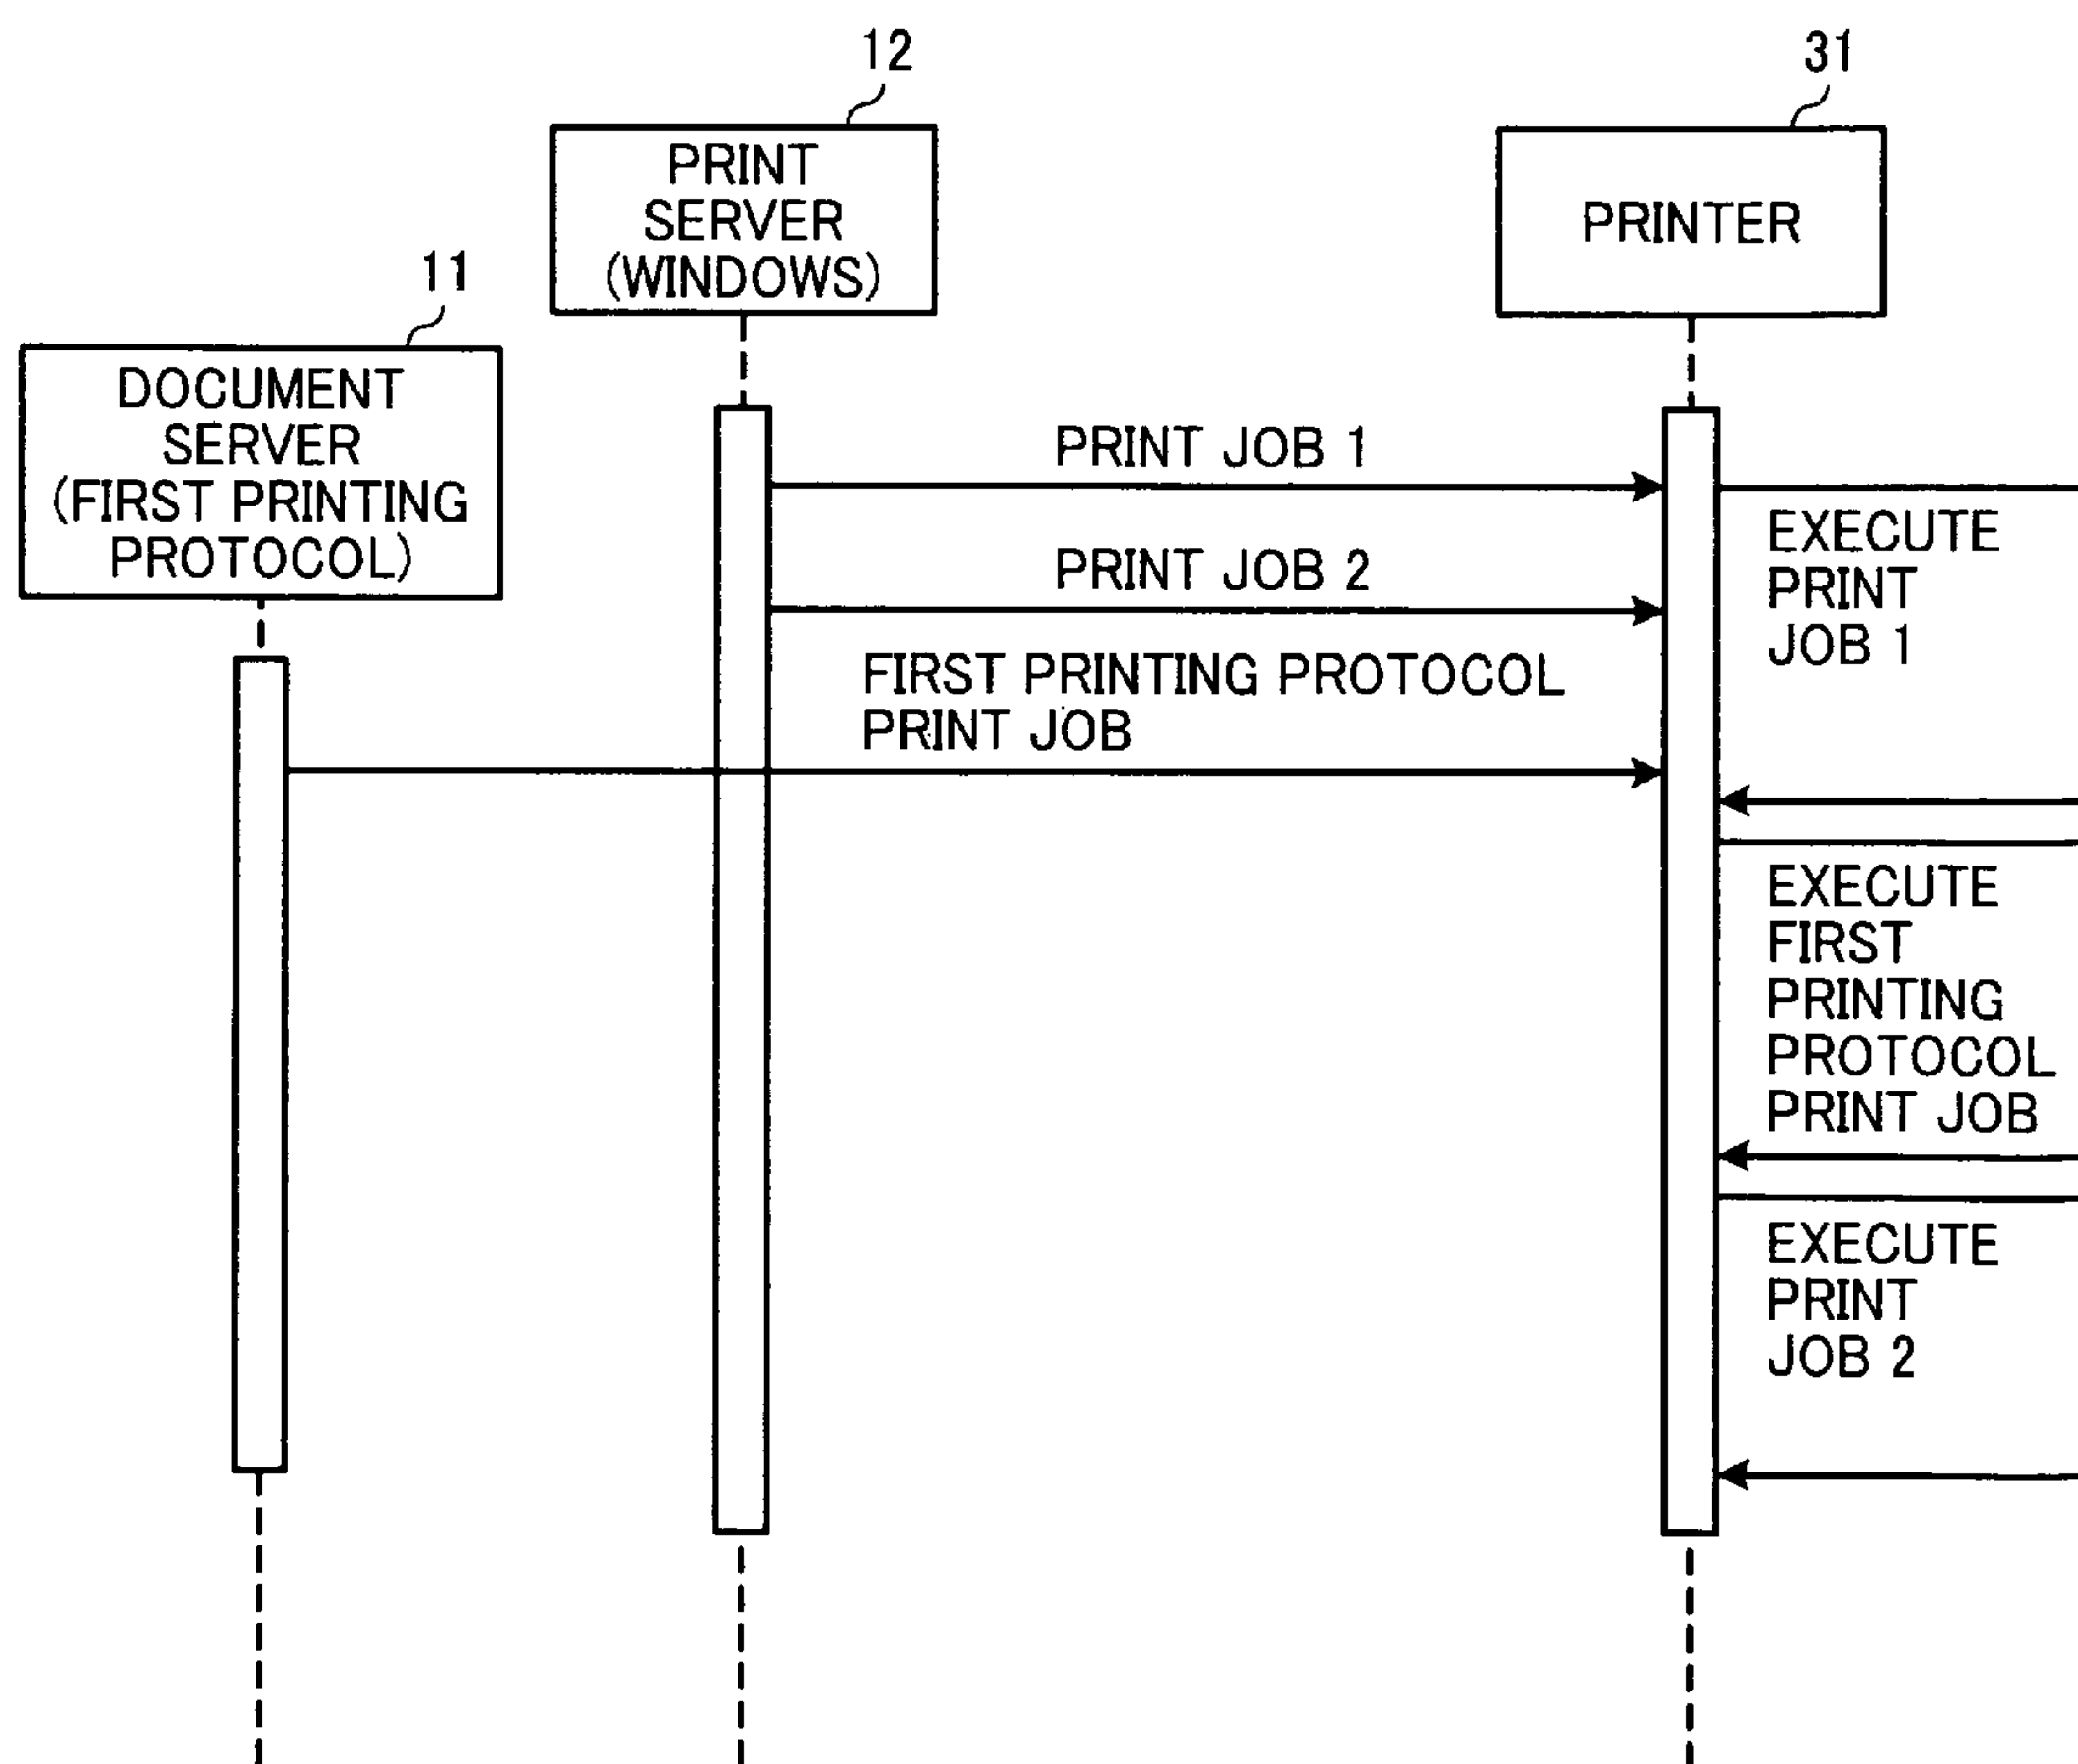 12
31
PRINT
SERVER
(WINDOWS)
PRINTER
11
DOCUMENT
SERVER
(FIRST PRINTING
PROTOCOL)
PRINT JOB 1
EXECUTE
PRINT
JOB 1
PRINT JOB 2
FIRST PRINTING PROTOCOL
PRINT JOB
EXECUTE
FIRST
PRINTING
PROTOCOL
PRINT JOB
EXECUTE
PRINT
JOB 2